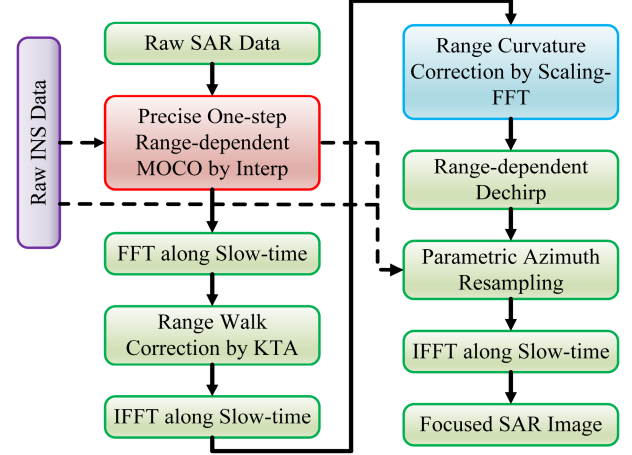 Raw INS Data
Raw SAR Data
Precise One-step
Range-dependent
MOCO by Interp
FFT along Slow-time
Range Walk
Correction by KTA
IFFT along Slow-time
Range Curvature
Correction by Scaling-
FFT
Range-dependent
Dechirp
Parametric Azimuth
Resampling
IFFT along Slow-time
Focused SAR Image